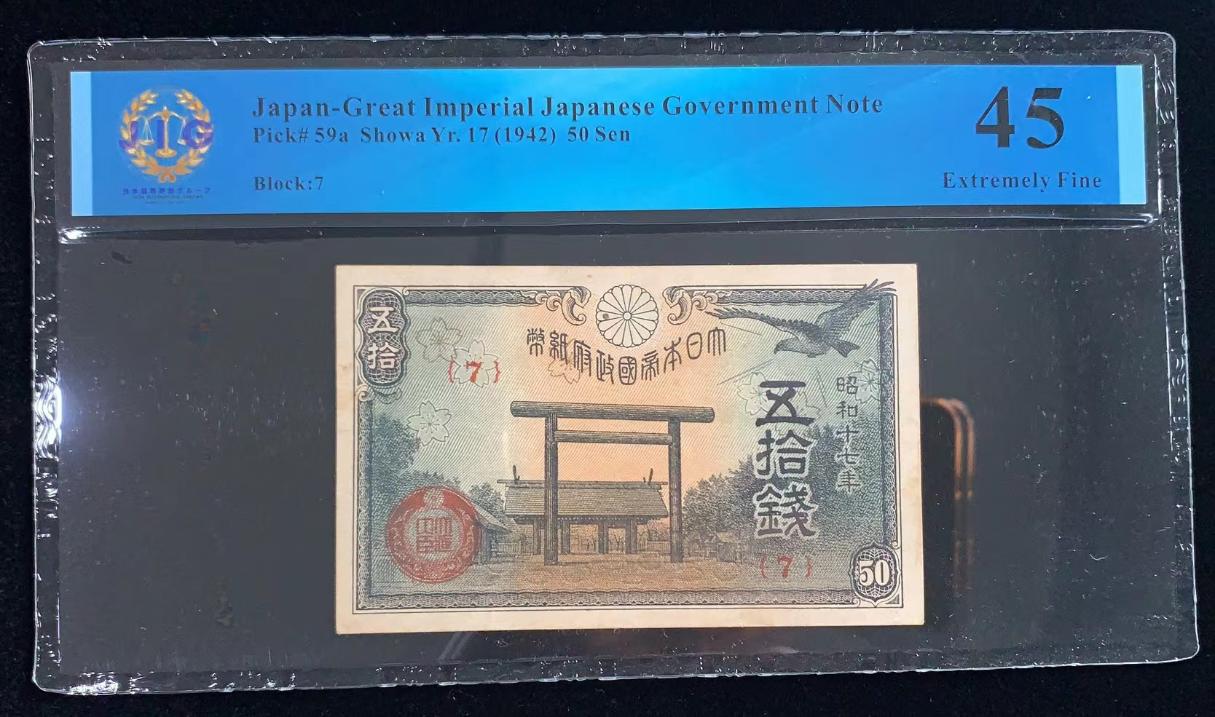 Japan-Great Imperial Japanese Government Note
Pick# 59a Showa Yr. 17 (1942) 50 Sen
Block:7
45
Extremely Fine
JIG
五拾
大日本帝國政府紙幣
{7}
昭和十七年
五拾錢
{7}
50